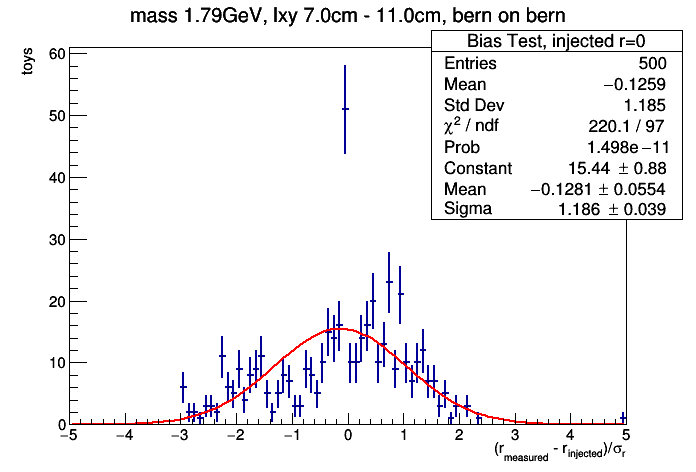 mass 1.79GeV, lxy 7.0cm - 11.0cm, bern on bern
Bias Test, injected r=0
Entries 500
Mean −0.1259
Std Dev 1.185
χ² / ndf 220.1 / 97
Prob 1.498e−11
Constant 15.44 ± 0.88
Mean −0.1281 ± 0.0554
Sigma 1.186 ± 0.039
toys
60
50
40
30
20
10
0
−5 −4 −3 −2 −1 0 1 2 3 4 5
(r_measured - r_injected)/σ_r